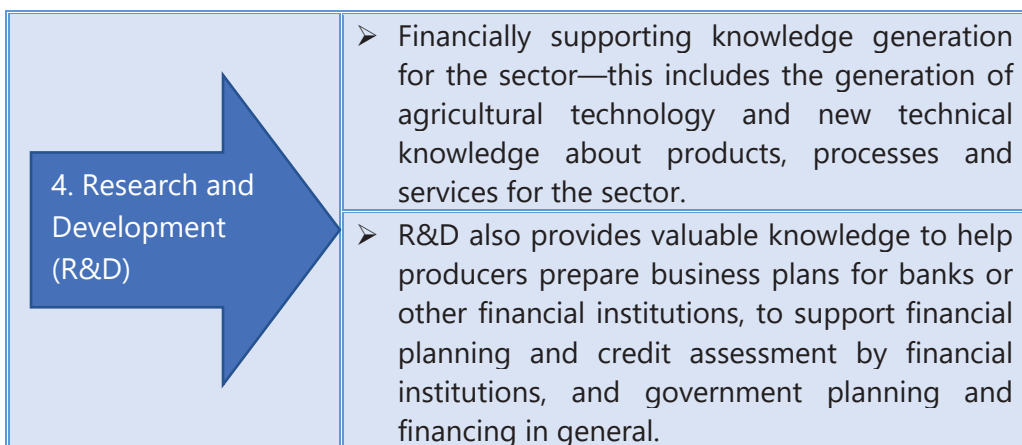 4. Research and
Development
(R&D)
➢ Financially supporting knowledge generation
for the sector—this includes the generation of
agricultural technology and new technical
knowledge about products, processes and
services for the sector.
➢ R&D also provides valuable knowledge to help
producers prepare business plans for banks or
other financial institutions, to support financial
planning and credit assessment by financial
institutions, and government planning and
financing in general.